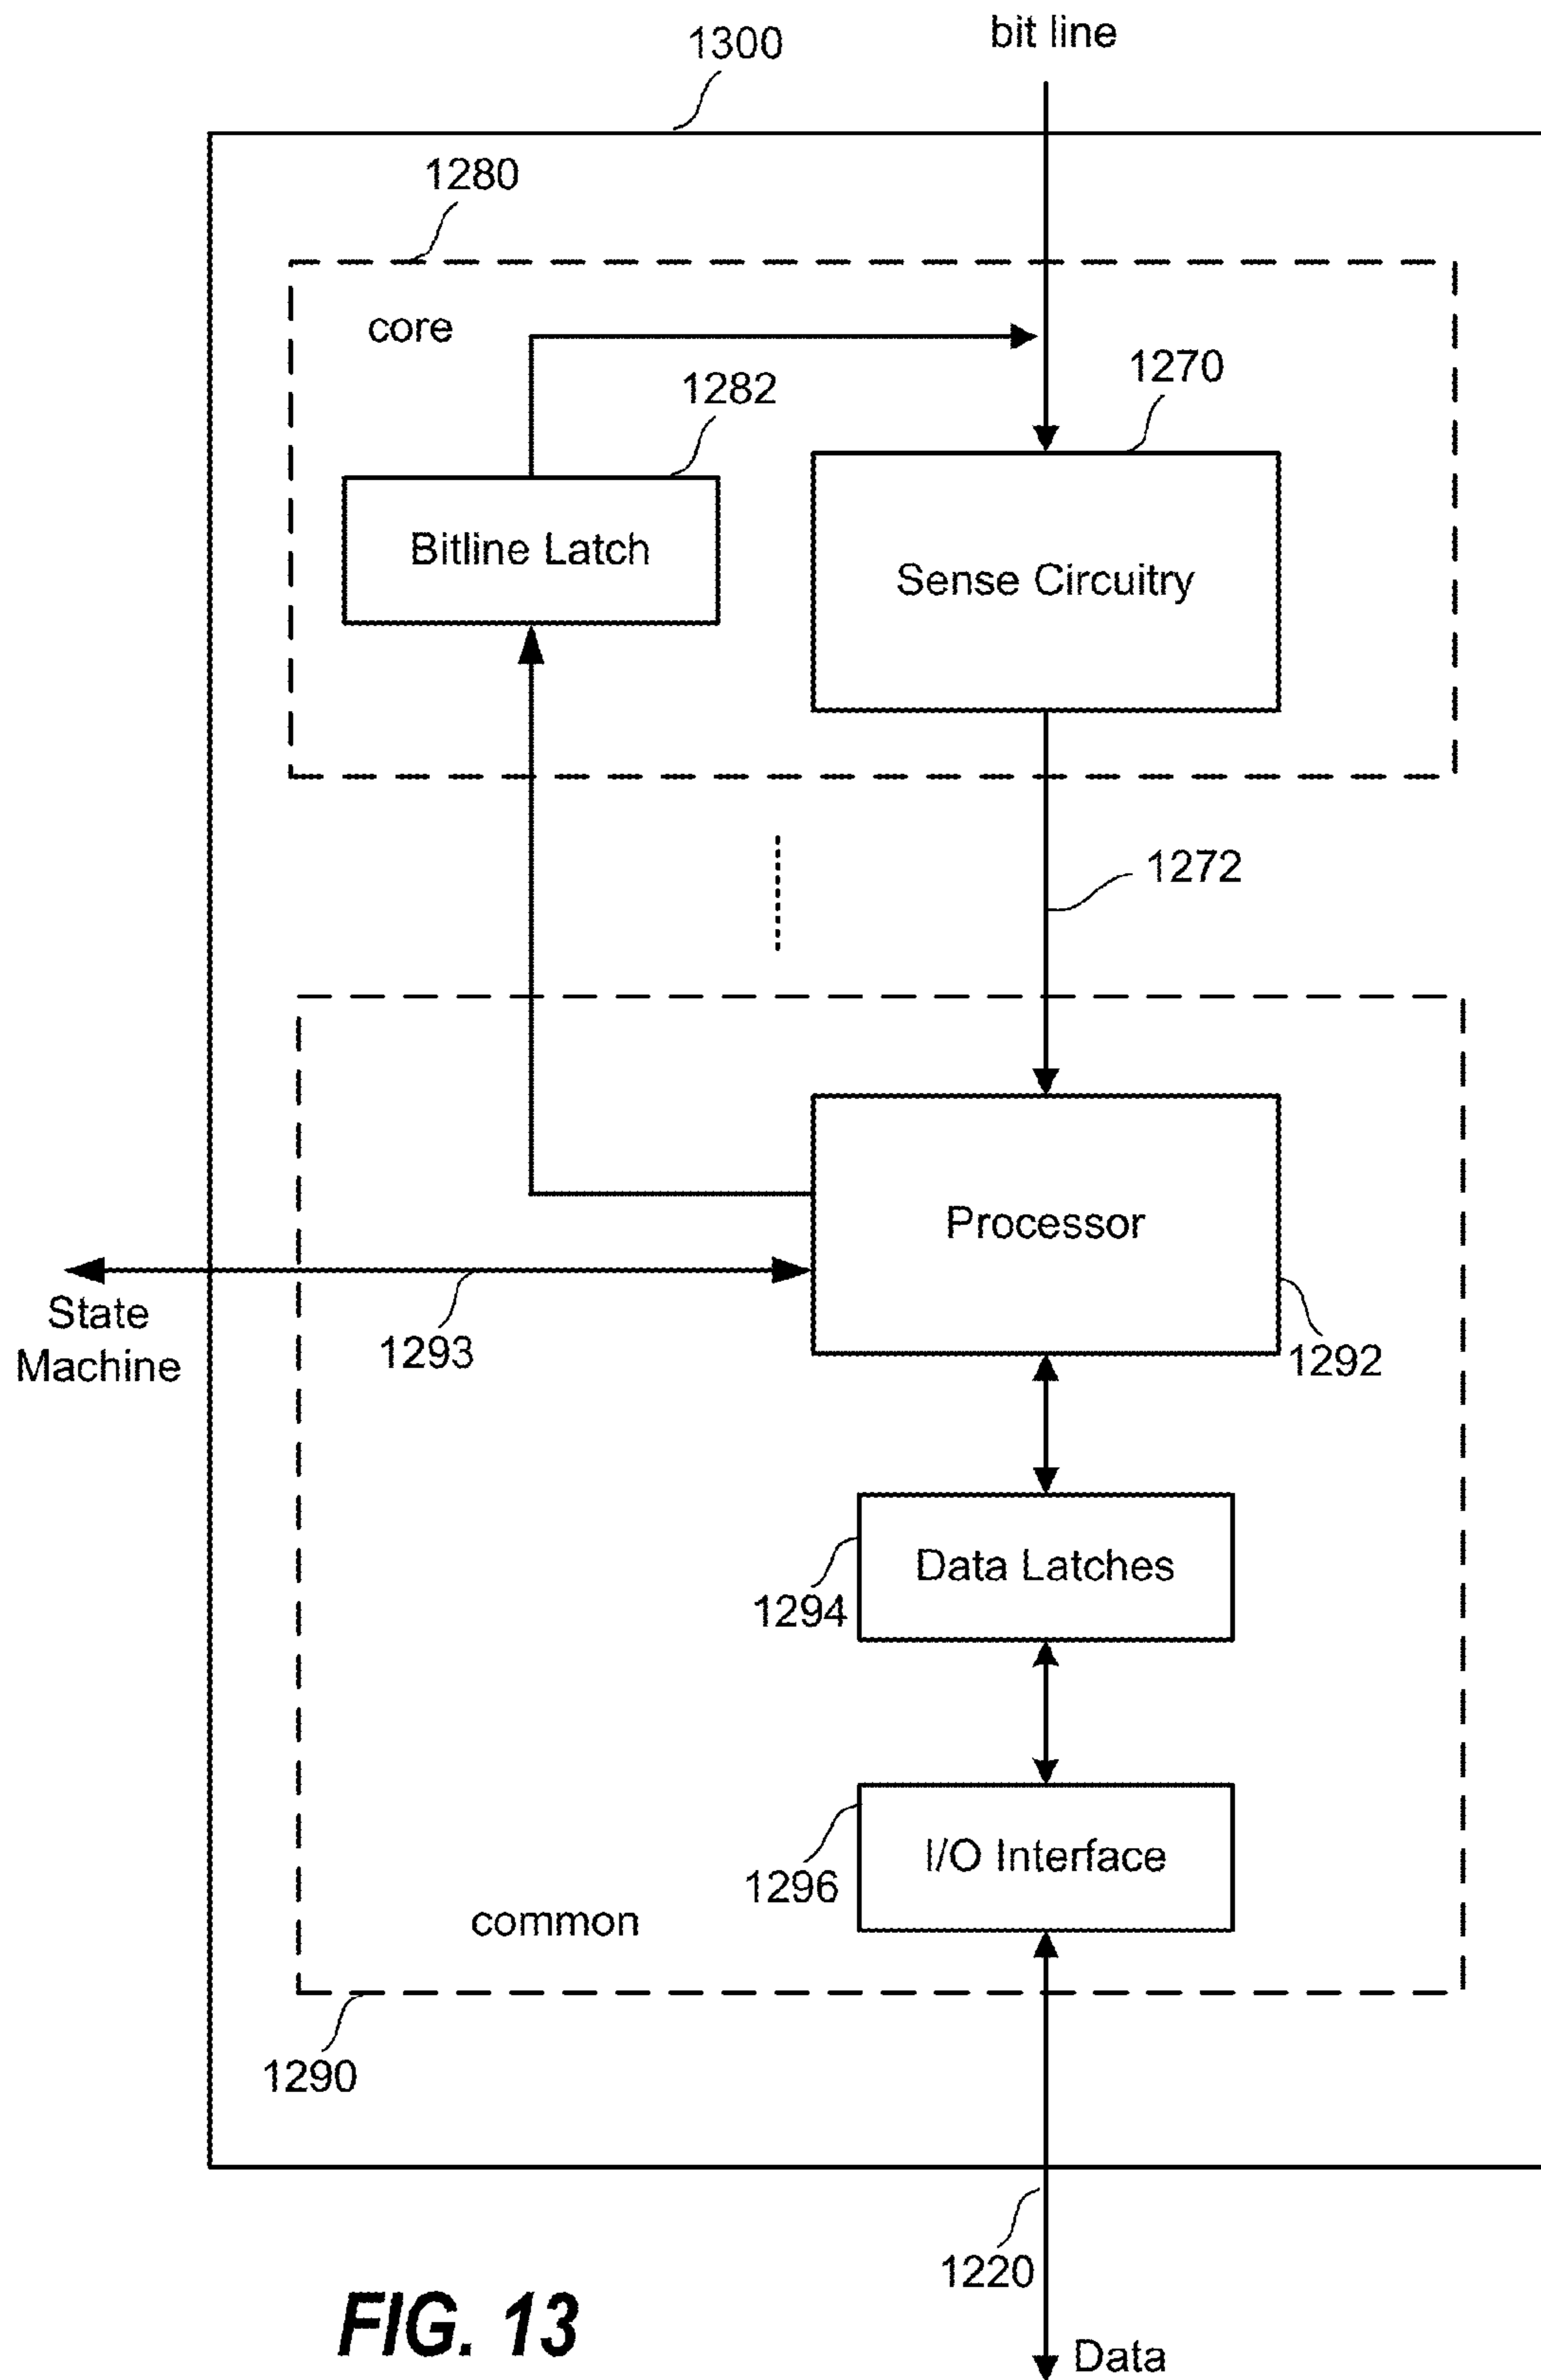 1300
bit line
1280
core
1282
1270
Bitline Latch
Sense Circuitry
1272
Processor
State
Machine
1293
1292
Data Latches
1294
I/O Interface
1296
common
1290
1220
FIG. 13
Data